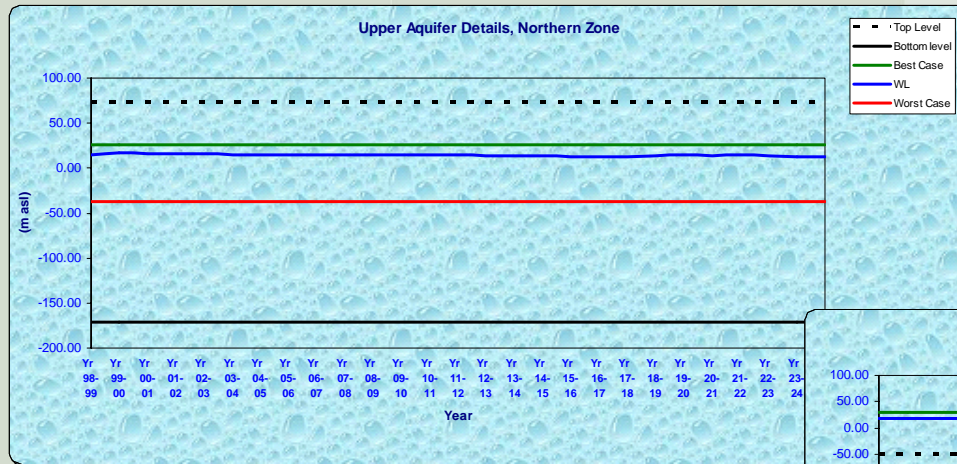 Upper Aquifer Details, Northern Zone
Top Level
Bottom level
Best Case
WL
Worst Case
100.00
50.00
0.00
-50.00
-100.00
-150.00
-200.00
(m asl)
Yr 98-99
Yr 99-00
Yr 00-01
Yr 01-02
Yr 02-03
Yr 03-04
Yr 04-05
Yr 05-06
Yr 06-07
Yr 07-08
Yr 08-09
Yr 09-10
Yr 10-11
Yr 11-12
Yr 12-13
Yr 13-14
Yr 14-15
Yr 15-16
Yr 16-17
Yr 17-18
Yr 18-19
Yr 19-20
Yr 20-21
Yr 21-22
Yr 22-23
Yr 23-24
Year
100.00
50.00
0.00
-50.00